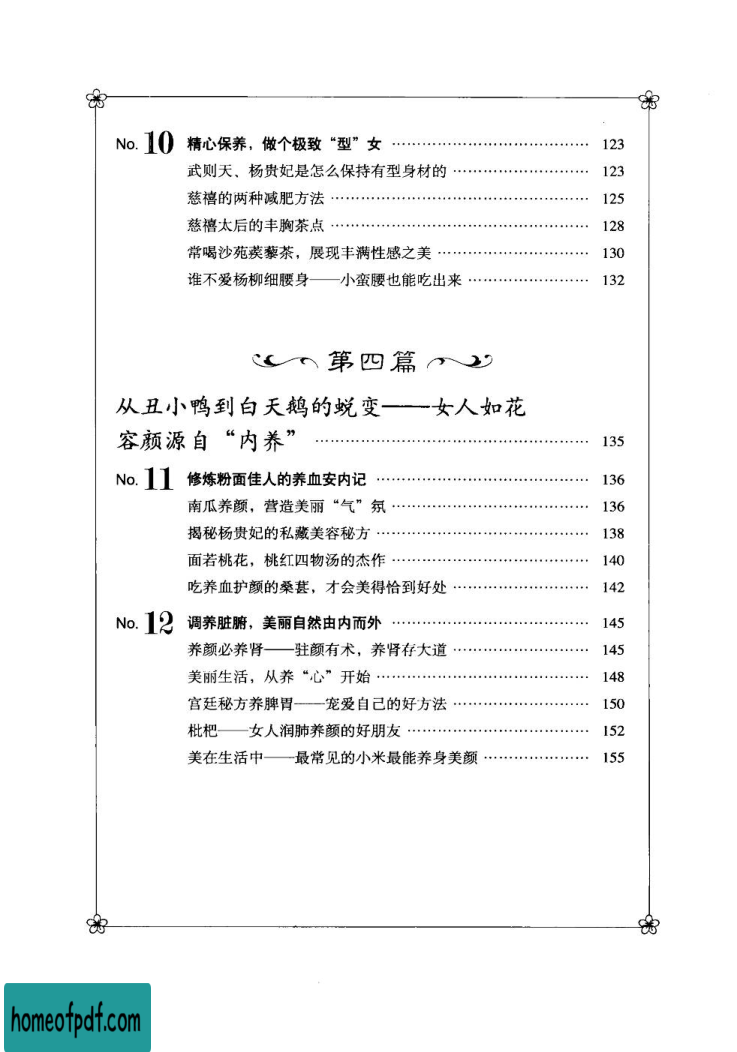 No. 10 精心保养，做个极致“型”女 …… 123
武则天、杨贵妃是怎么保持有型身材的 …… 123
慈禧的两种减肥方法 …… 125
慈禧太后的丰胸茶点 …… 128
常喝沙苑蒺藜茶，展现丰满性感之美 …… 130
谁不爱杨柳细腰身——小蛮腰也能吃出来 …… 132
第四篇
从丑小鸭到白天鹅的蜕变——女人如花
容颜源自“内养” …… 135
No. 11 修炼粉面佳人的养血安内记 …… 136
南瓜养颜，营造美丽“气”氛 …… 136
揭秘杨贵妃的私藏美容秘方 …… 138
面若桃花，桃红四物汤的杰作 …… 140
吃养血护颜的桑葚，才会美得恰到好处 …… 142
No. 12 调养脏腑，美丽自然由内而外 …… 145
养颜必养肾——驻颜有术，养肾存大道 …… 145
美丽生活，从养“心”开始 …… 148
宫廷秘方养脾胃——宠爱自己的好方法 …… 150
枇杷——女人润肺养颜的好朋友 …… 152
美在生活中——最常见的小米最能养身美颜 …… 155
homeofpdf.com